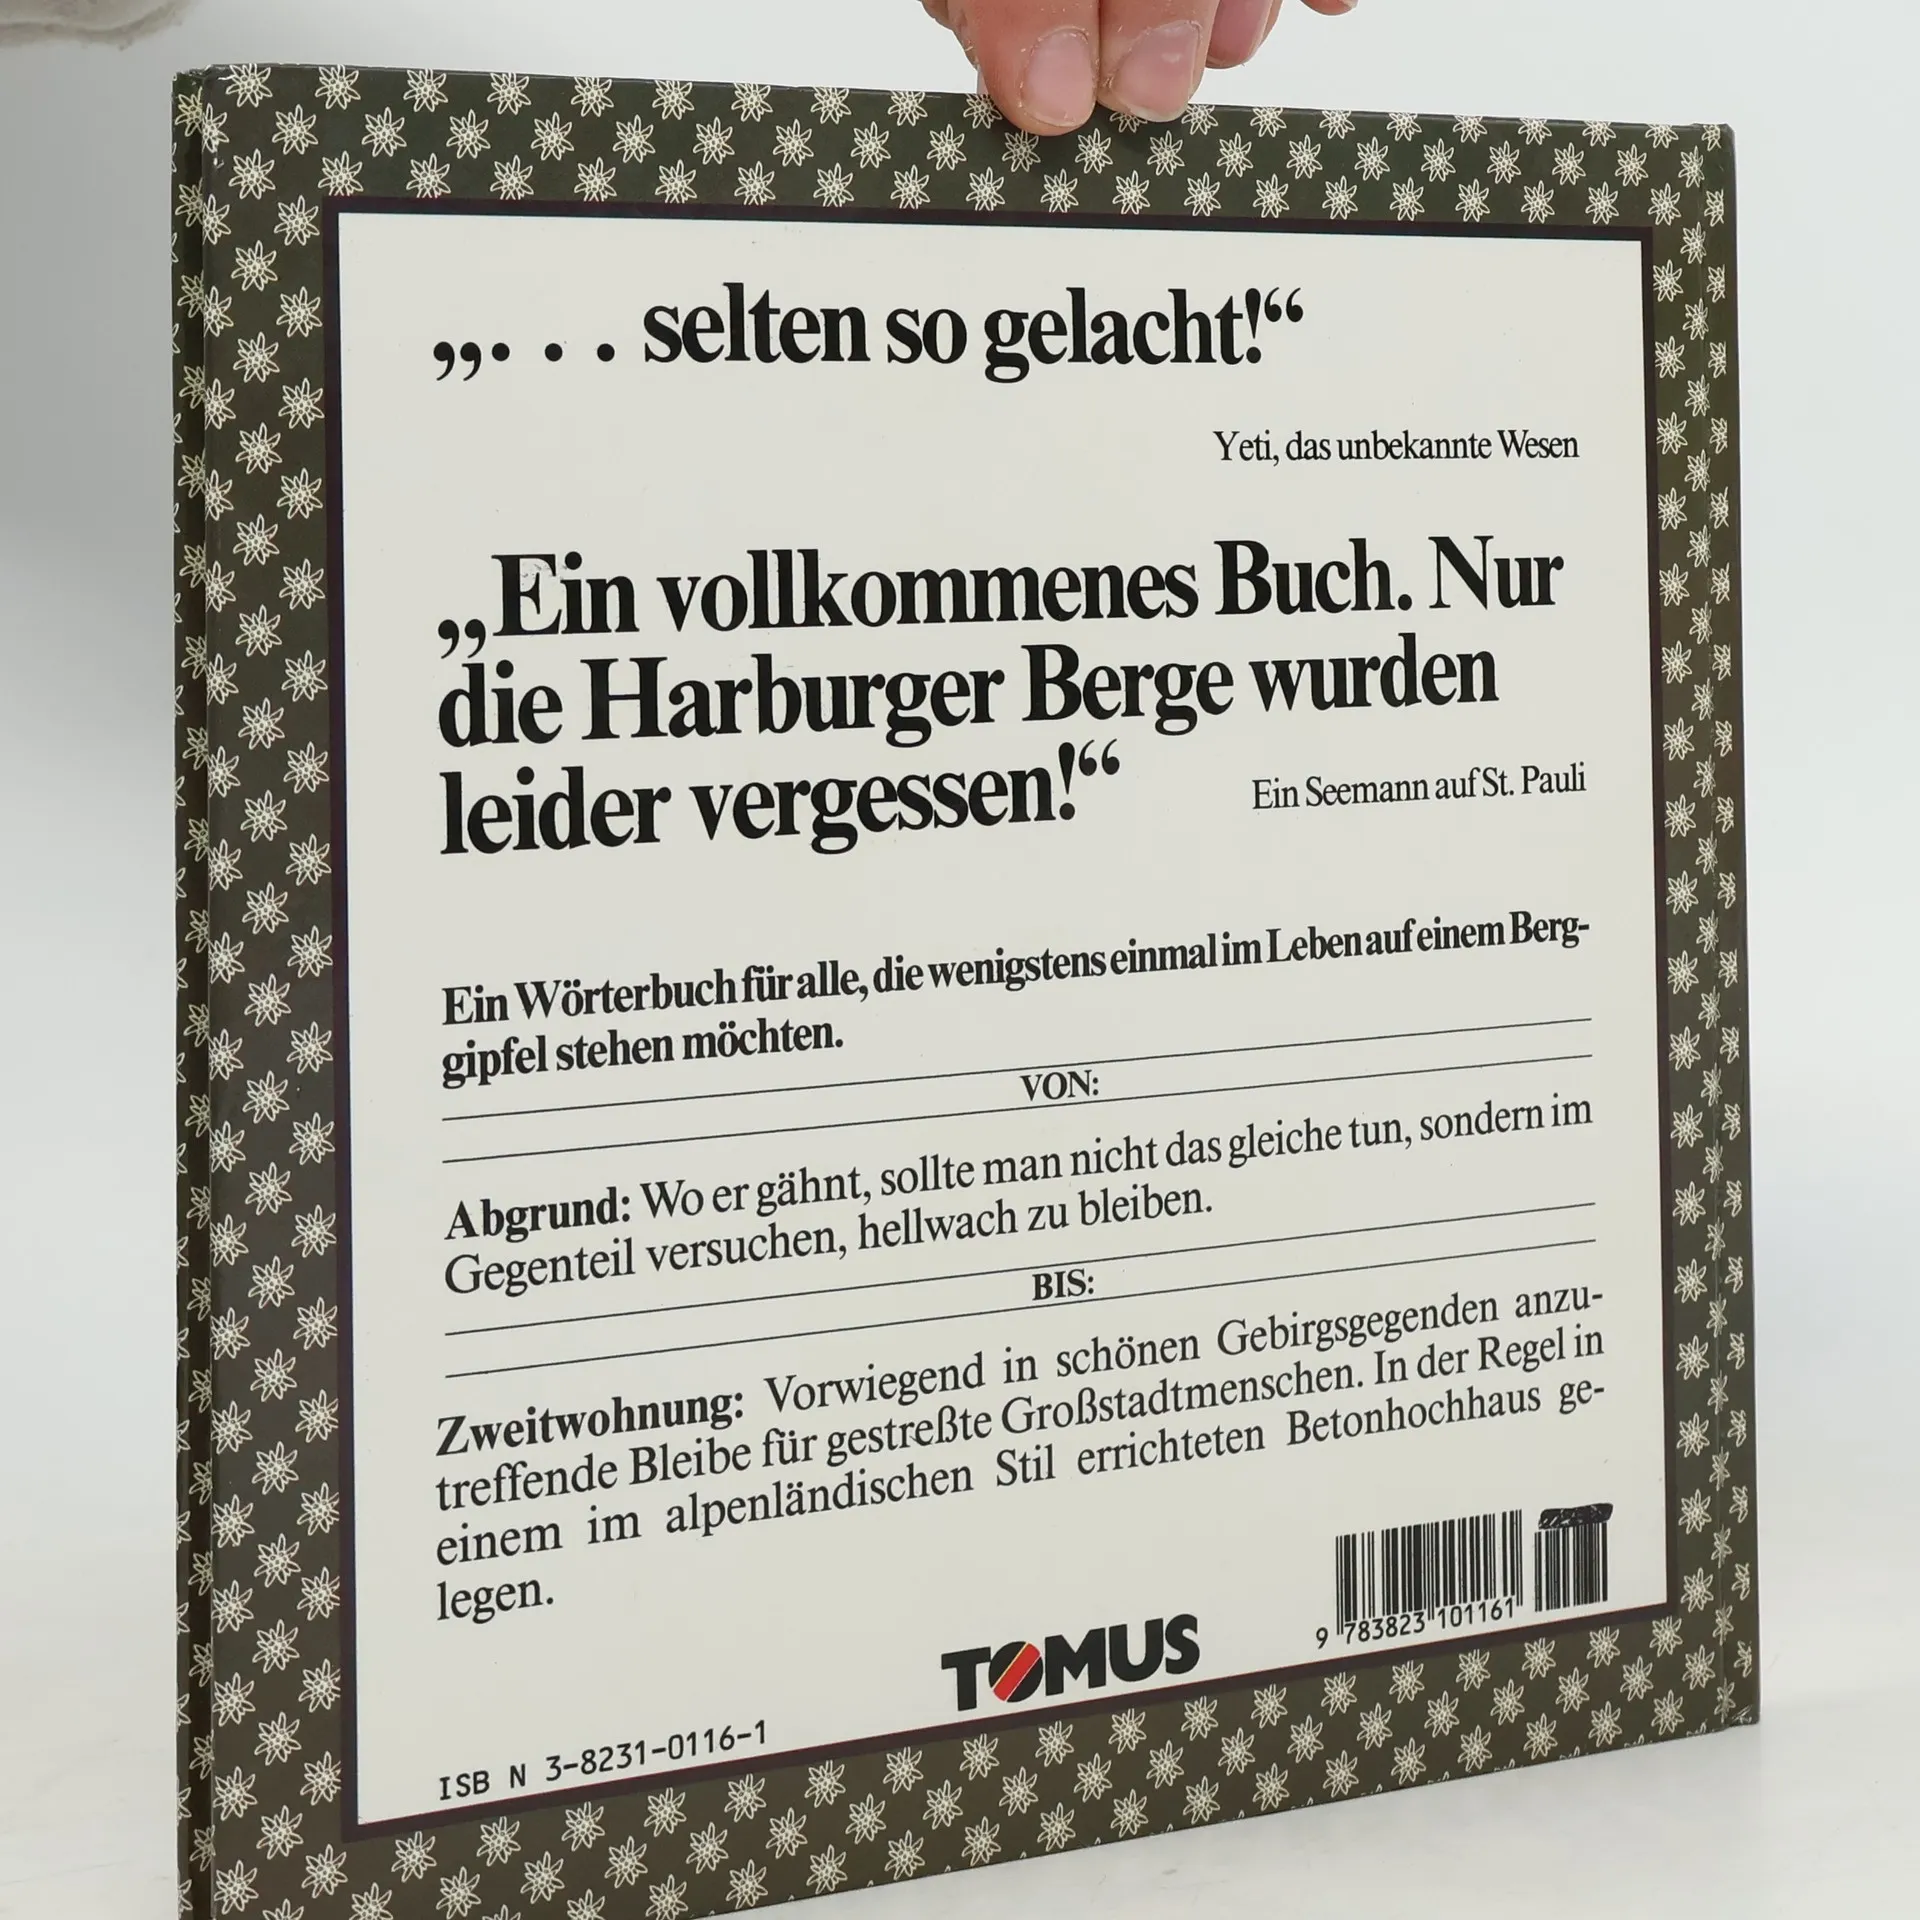 „. . . selten so gelacht!“
Yeti, das unbekannte Wesen
„Ein vollkommenes Buch. Nur
die Harburger Berge wurden
leider vergessen!“
Ein Seemann auf St. Pauli
Ein Wörterbuch für alle, die wenigstens einmal im Leben auf einem Berg-
gipfel stehen möchten.
VON:
Abgrund: Wo er gähnt, sollte man nicht das gleiche tun, sondern im
Gegenteil versuchen, hellwach zu bleiben.
BIS:
Zweitwohnung: Vorwiegend in schönen Gebirgsgegenden anzu-
treffende Bleibe für gestreßte Großstadtmenschen. In der Regel in
einem im alpenländischen Stil errichteten Betonhochhaus ge-
legen.
TOMUS
9 783823 101161
ISB N 3-8231-0116-1